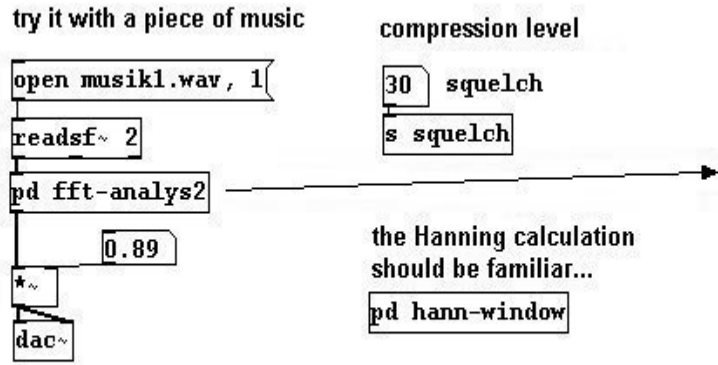 try it with a piece of music
open musik1.wav, 1
readsf~ 2
pd fft-analys2
0.89
*~
dac~
compression level
30 squelch
s squelch
the Hanning calculation
should be familiar...
pd hann-window